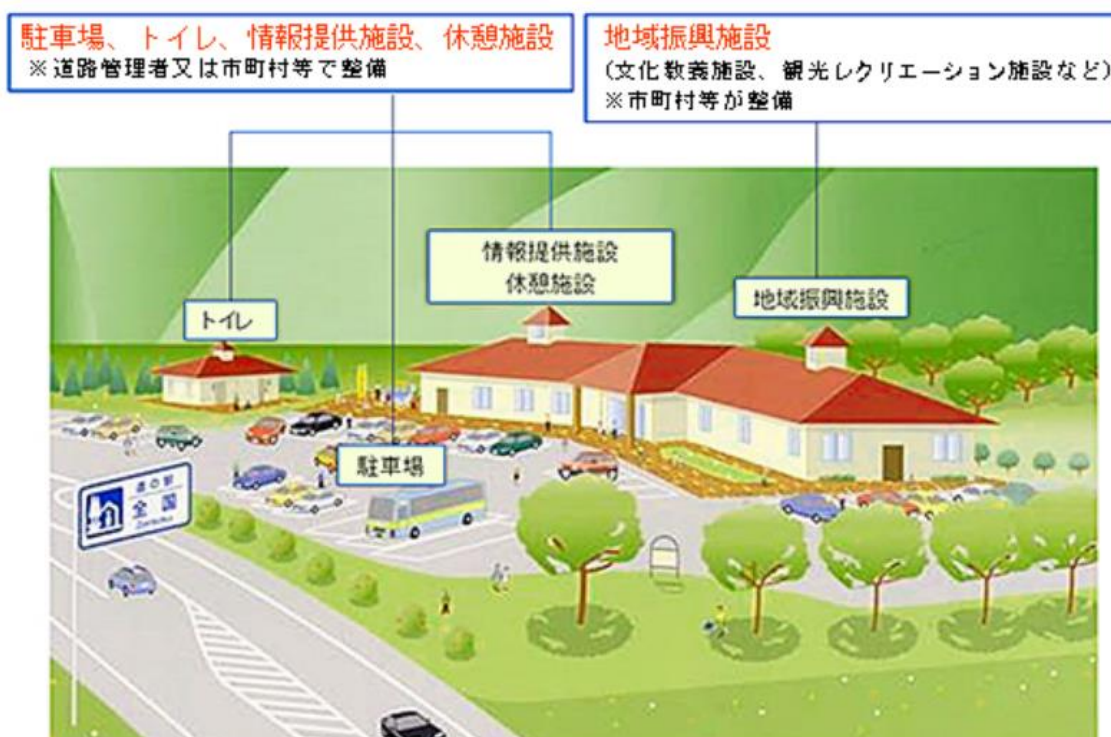 駐車場、トイレ、情報提供施設、休憩施設
※道路管理者又は市町村等で整備
地域振興施設
(文化教養施設、観光レクリエーション施設など)
※市町村等が整備
情報提供施設
休憩施設
トイレ
地域振興施設
駐車場
道の駅
全国